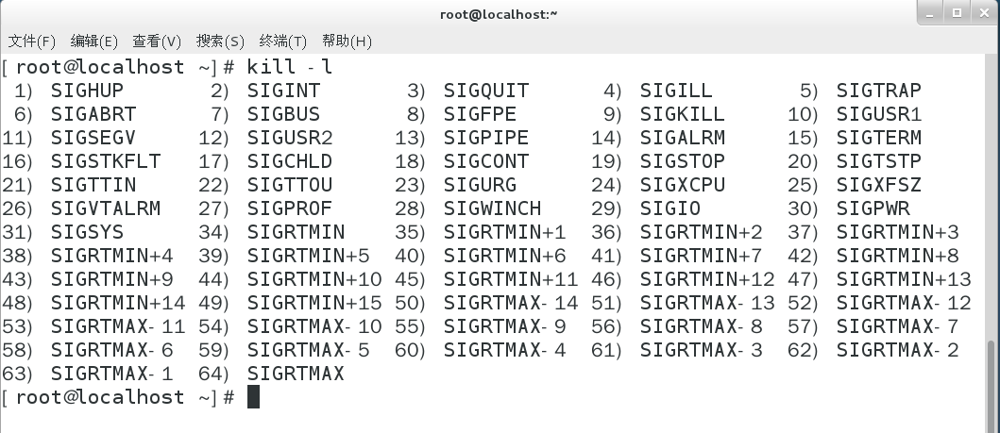 root@localhost:~
文件(F) 编辑(E) 查看(V) 搜索(S) 终端(T) 帮助(H)
[root@localhost ~]# kill -l
 1) SIGHUP	 2) SIGINT	 3) SIGQUIT	 4) SIGILL	 5) SIGTRAP
 6) SIGABRT	 7) SIGBUS	 8) SIGFPE	 9) SIGKILL	10) SIGUSR1
11) SIGSEGV	12) SIGUSR2	13) SIGPIPE	14) SIGALRM	15) SIGTERM
16) SIGSTKFLT	17) SIGCHLD	18) SIGCONT	19) SIGSTOP	20) SIGTSTP
21) SIGTTIN	22) SIGTTOU	23) SIGURG	24) SIGXCPU	25) SIGXFSZ
26) SIGVTALRM	27) SIGPROF	28) SIGWINCH	29) SIGIO	30) SIGPWR
31) SIGSYS	34) SIGRTMIN	35) SIGRTMIN+1	36) SIGRTMIN+2	37) SIGRTMIN+3
38) SIGRTMIN+4	39) SIGRTMIN+5	40) SIGRTMIN+6	41) SIGRTMIN+7	42) SIGRTMIN+8
43) SIGRTMIN+9	44) SIGRTMIN+10	45) SIGRTMIN+11	46) SIGRTMIN+12	47) SIGRTMIN+13
48) SIGRTMIN+14	49) SIGRTMIN+15	50) SIGRTMAX-14	51) SIGRTMAX-13	52) SIGRTMAX-12
53) SIGRTMAX-11	54) SIGRTMAX-10	55) SIGRTMAX-9	56) SIGRTMAX-8	57) SIGRTMAX-7
58) SIGRTMAX-6	59) SIGRTMAX-5	60) SIGRTMAX-4	61) SIGRTMAX-3	62) SIGRTMAX-2
63) SIGRTMAX-1	64) SIGRTMAX
[root@localhost ~]#